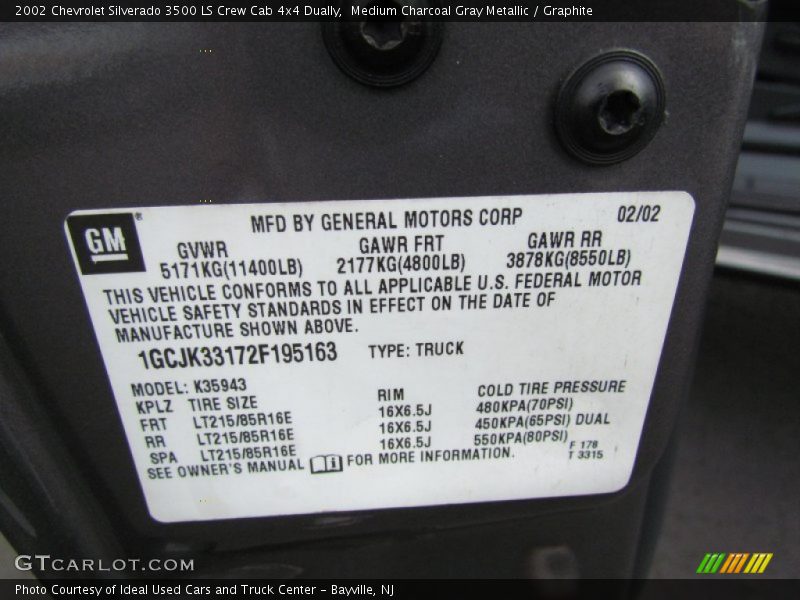 2002 Chevrolet Silverado 3500 LS Crew Cab 4x4 Dually,  Medium Charcoal Gray Metallic / Graphite
GM®
MFD BY GENERAL MOTORS CORP 02/02
GVWR GAWR FRT GAWR RR
5171KG(11400LB) 2177KG(4800LB) 3878KG(8550LB)
THIS VEHICLE CONFORMS TO ALL APPLICABLE U.S. FEDERAL MOTOR
VEHICLE SAFETY STANDARDS IN EFFECT ON THE DATE OF
MANUFACTURE SHOWN ABOVE.
1GCJK33172F195163 TYPE: TRUCK
MODEL: K35943
KPLZ TIRE SIZE RIM COLD TIRE PRESSURE
FRT LT215/85R16E 16X6.5J 480KPA(70PSI)
RR LT215/85R16E 16X6.5J 450KPA(65PSI) DUAL
SPA LT215/85R16E 16X6.5J 550KPA(80PSI)
SEE OWNER'S MANUAL FOR MORE INFORMATION.
F 178
T 3315
GTCARLOT.COM
Photo Courtesy of Ideal Used Cars and Truck Center - Bayville, NJ